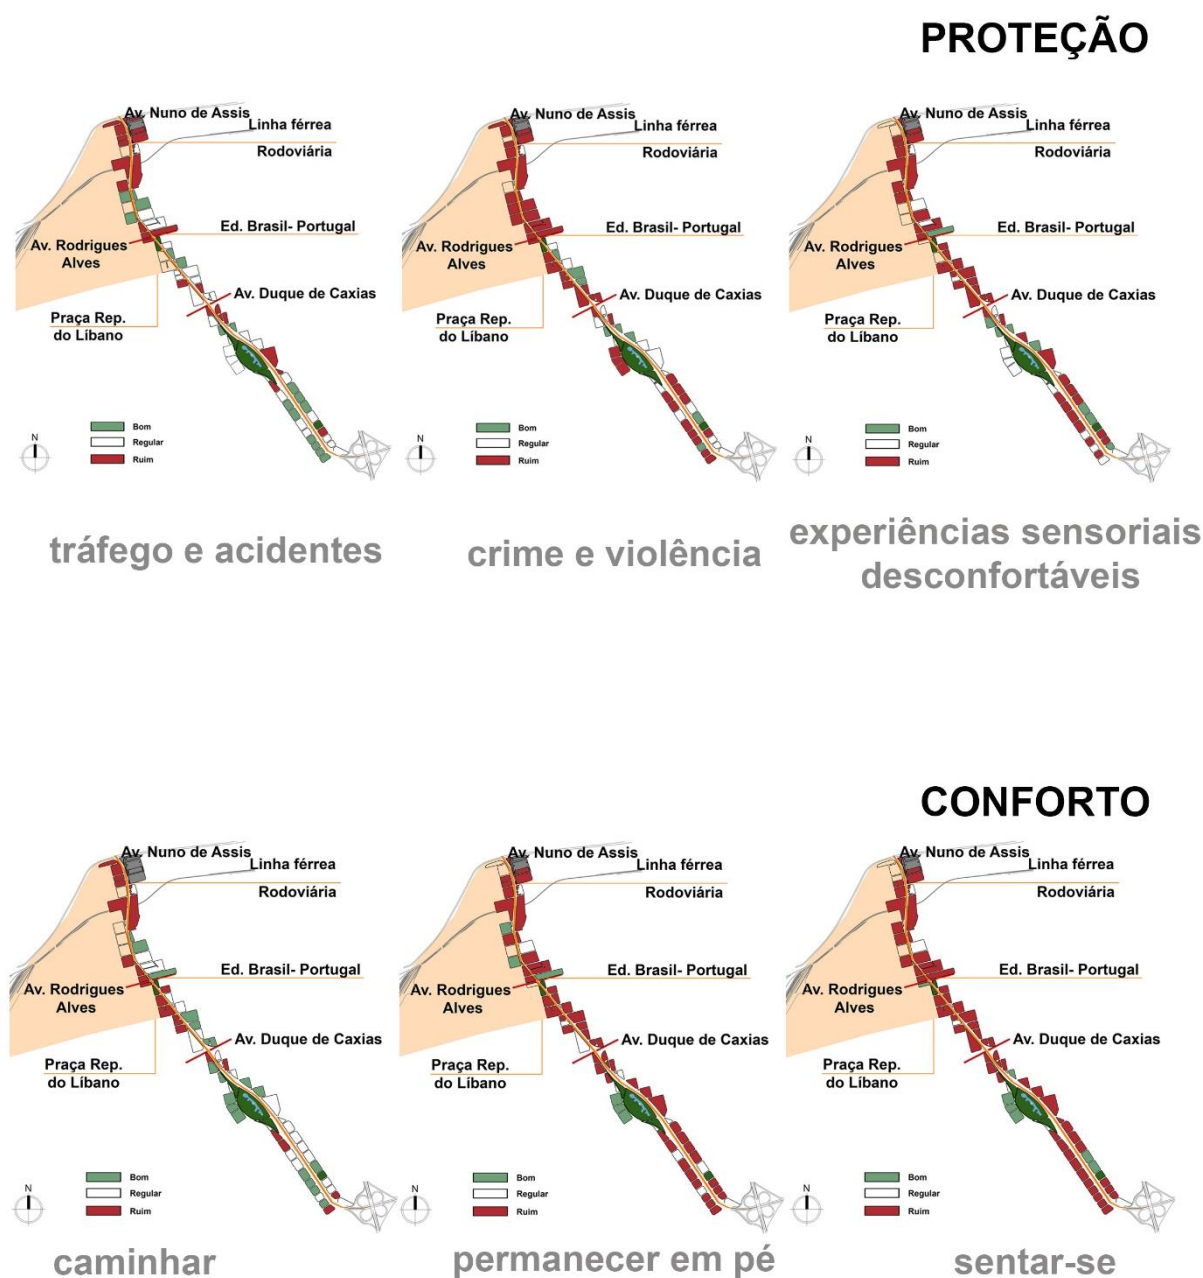 PROTEÇÃO
Av. Nuno de Assis
Linha férrea
Rodoviária
Ed. Brasil- Portugal
Av. Rodrigues
Alves
Av. Duque de Caxias
Praça Rep.
do Líbano
Bom
Regular
Ruim
N
tráfego e acidentes
Av. Nuno de Assis
Linha férrea
Rodoviária
Ed. Brasil- Portugal
Av. Rodrigues
Alves
Av. Duque de Caxias
Praça Rep.
do Líbano
Bom
Regular
Ruim
N
crime e violência
Av. Nuno de Assis
Linha férrea
Rodoviária
Ed. Brasil- Portugal
Av. Rodrigues
Alves
Av. Duque de Caxias
Praça Rep.
do Líbano
Bom
Regular
Ruim
N
experiências sensoriais
desconfortáveis
CONFORTO
Av. Nuno de Assis
Linha férrea
Rodoviária
Ed. Brasil- Portugal
Av. Rodrigues
Alves
Av. Duque de Caxias
Praça Rep.
do Líbano
Bom
Regular
Ruim
N
caminhar
Av. Nuno de Assis
Linha férrea
Rodoviária
Ed. Brasil- Portugal
Av. Rodrigues
Alves
Av. Duque de Caxias
Praça Rep.
do Líbano
Bom
Regular
Ruim
N
permanecer em pé
Av. Nuno de Assis
Linha férrea
Rodoviária
Ed. Brasil- Portugal
Av. Rodrigues
Alves
Av. Duque de Caxias
Praça Rep.
do Líbano
Bom
Regular
Ruim
N
sentar-se